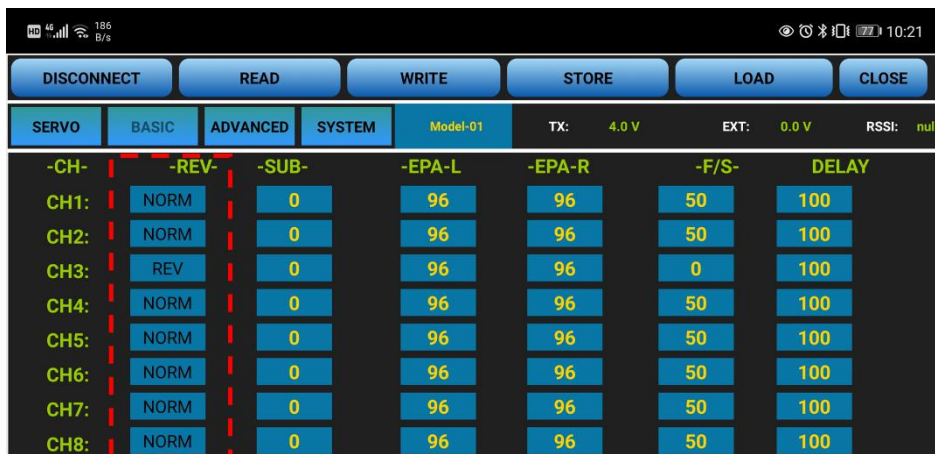 HD 46 186 B/s 77 10:21
DISCONNECT READ WRITE STORE LOAD CLOSE
SERVO BASIC ADVANCED SYSTEM Model-01 TX: 4.0 V EXT: 0.0 V RSSI: nul
-CH- -REV- -SUB- -EPA-L -EPA-R -F/S- DELAY
CH1: NORM 0 96 96 50 100
CH2: NORM 0 96 96 50 100
CH3: REV 0 96 96 0 100
CH4: NORM 0 96 96 50 100
CH5: NORM 0 96 96 50 100
CH6: NORM 0 96 96 50 100
CH7: NORM 0 96 96 50 100
CH8: NORM 0 96 96 50 100